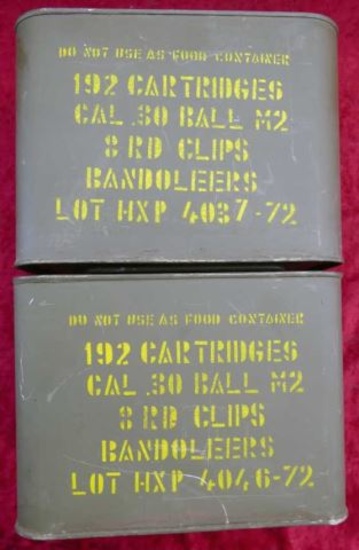 DO NOT USE AS FOOD CONTAINER
192 CARTRIDGES
CAL .30 BALL M2
8 RD CLIPS
BANDOLEERS
LOT HXP 4037-72
DO NOT USE AS FOOD CONTAINER
192 CARTRIDGES
CAL .30 BALL M2
8 RD CLIPS
BANDOLEERS
LOT HXP 4046-72